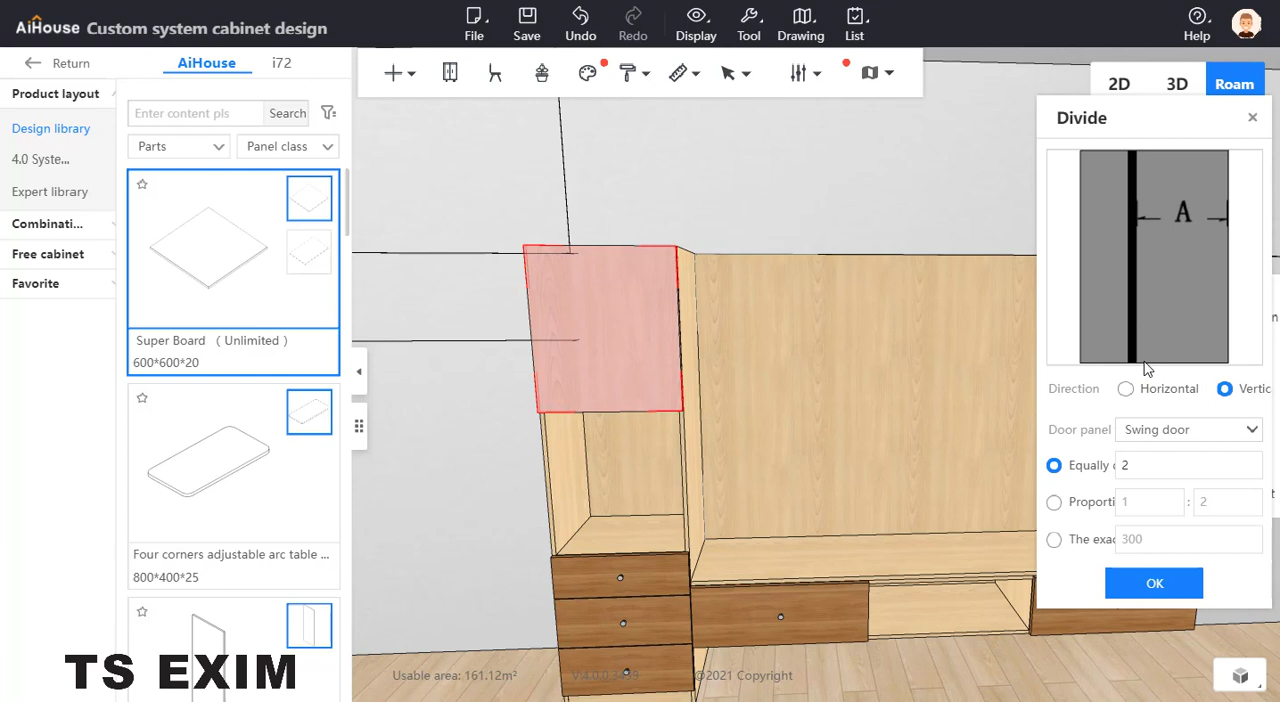 AiHouse Custom system cabinet design
File
Save
Undo
Redo
Display
Tool
Drawing
List
Help
Return
AiHouse
i72
Product layout
Design library
4.0 Syste...
Expert library
Combinati...
Free cabinet
Favorite
Enter content pls
Search
Parts
Panel class
Super Board （Unlimited）
600*600*20
Four corners adjustable arc table ...
800*400*25
2D
3D
Roam
Divide
A
Direction
Horizontal
Vertic
Door panel
Swing door
Equally
2
Proporti
1 : 2
The exac
300
OK
TS EXIM
Usable area: 161.12m²
©2021 Copyright